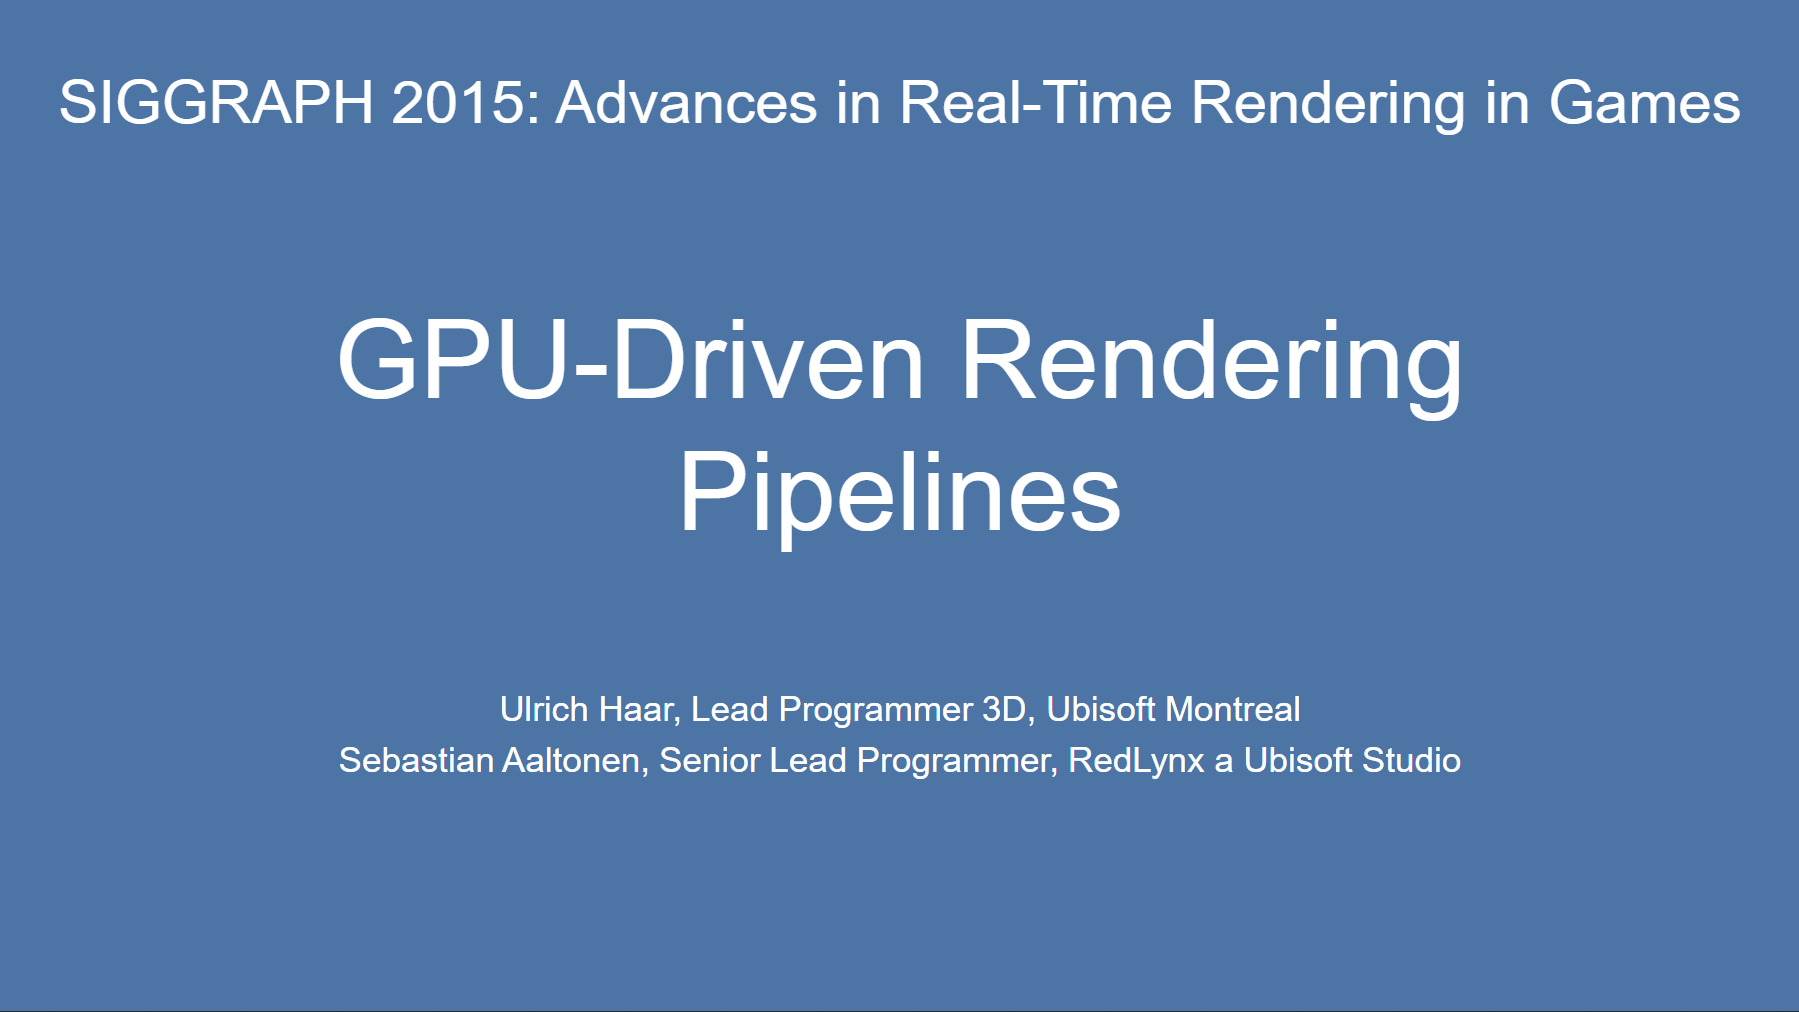 SIGGRAPH 2015: Advances in Real-Time Rendering in Games
GPU-Driven Rendering
Pipelines
Ulrich Haar, Lead Programmer 3D, Ubisoft Montreal
Sebastian Aaltonen, Senior Lead Programmer, RedLynx a Ubisoft Studio